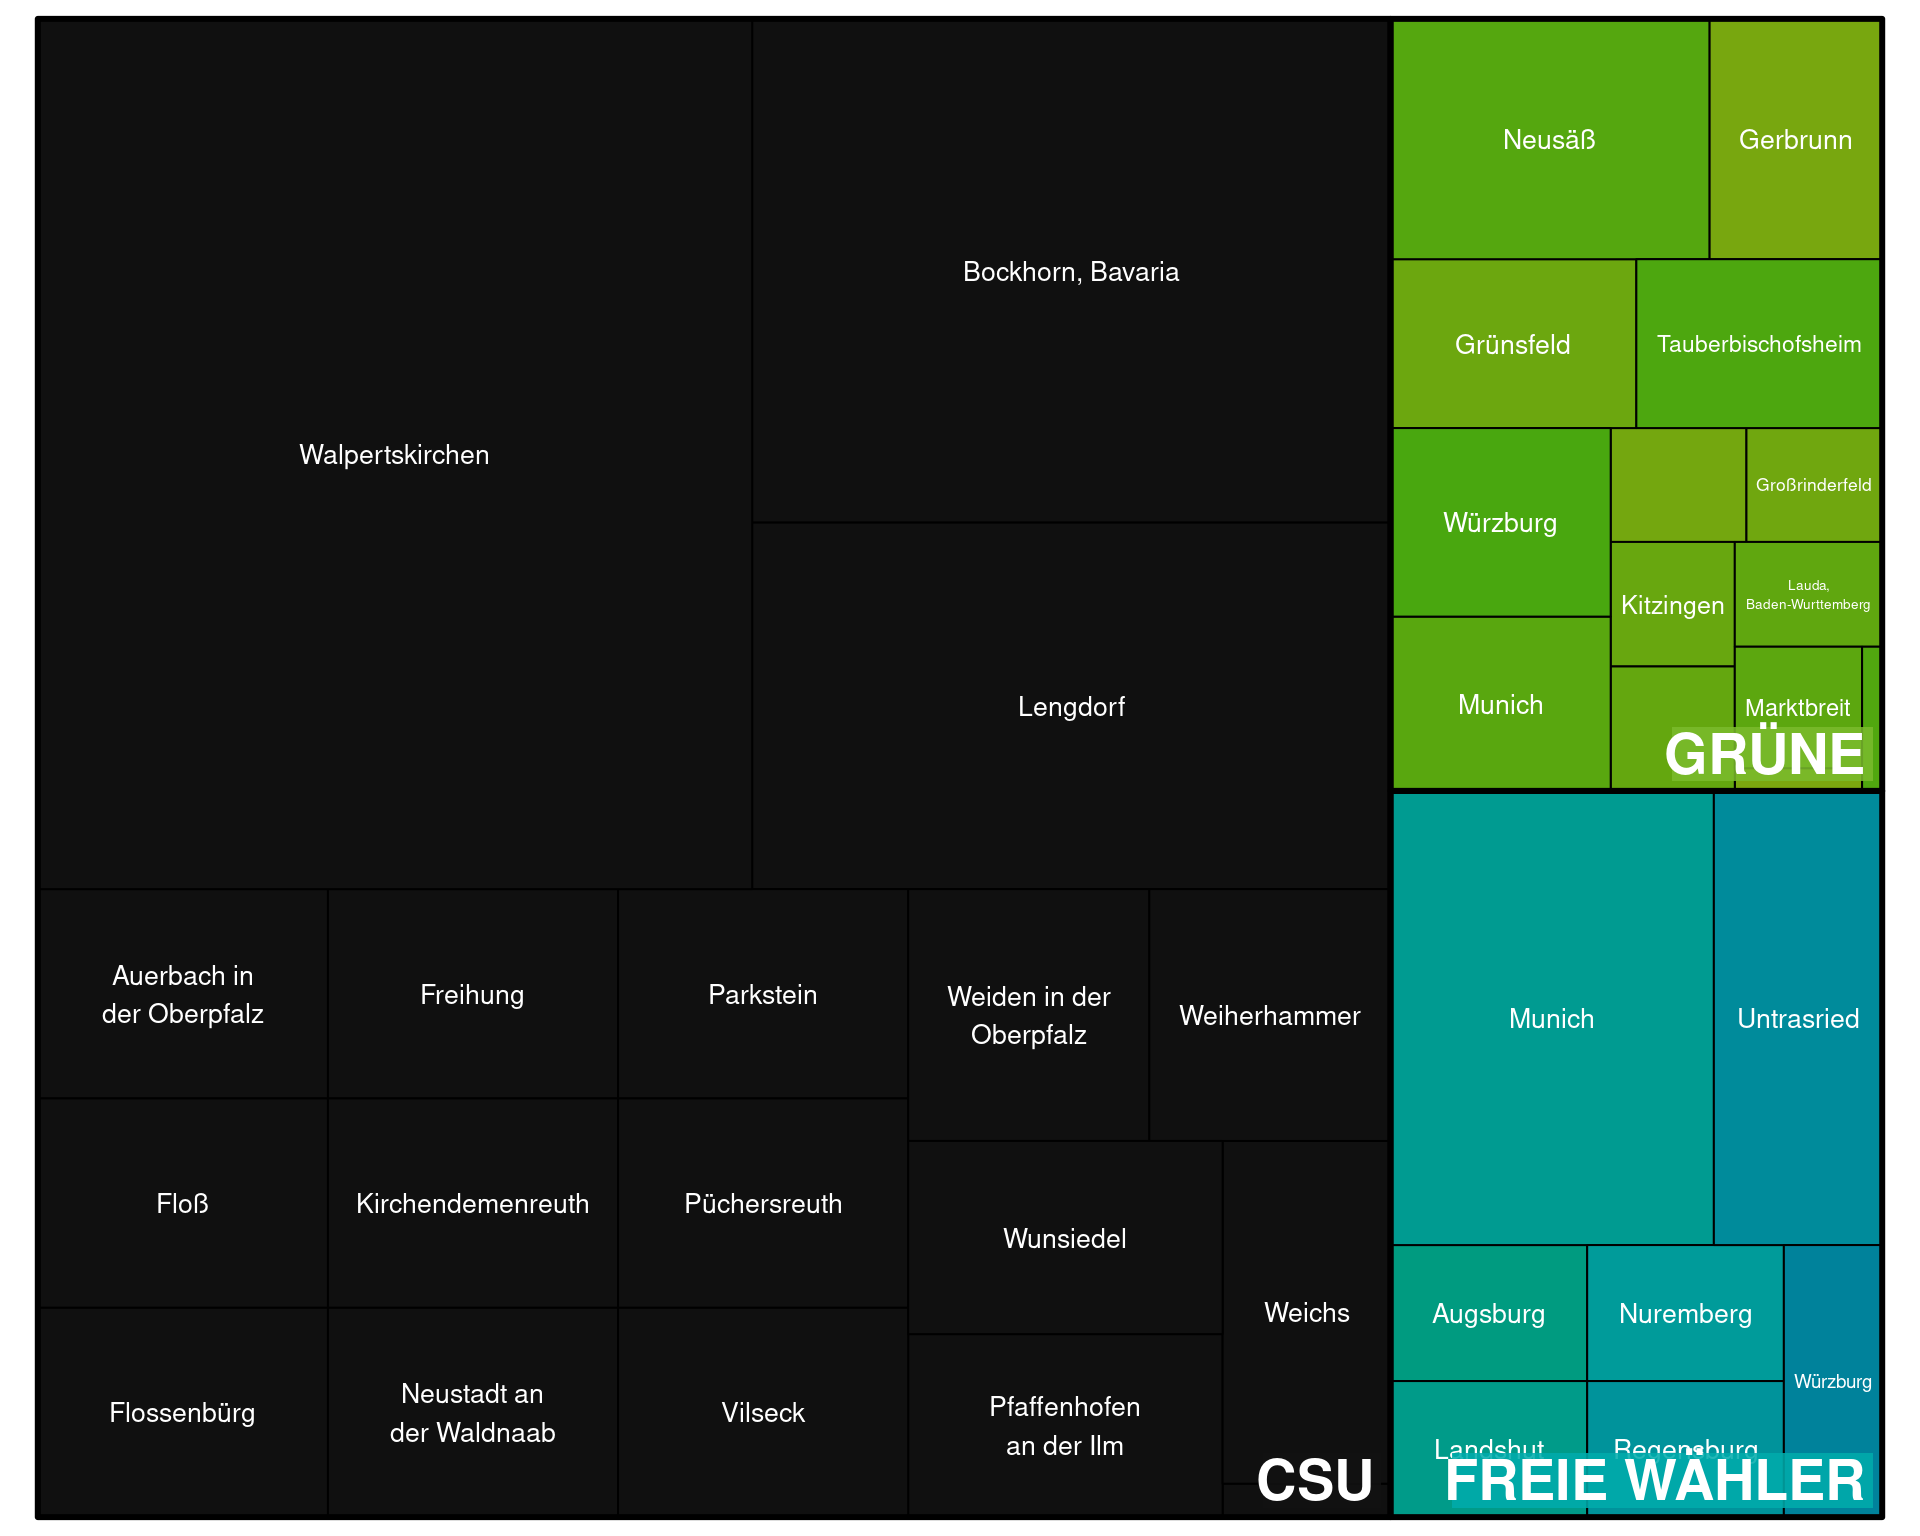 Walpertskirchen
Bockhorn, Bavaria
Lengdorf
Auerbach in
der Oberpfalz
Freihung
Parkstein
Weiden in der
Oberpfalz
Weiherhammer
Floß
Kirchendemenreuth
Püchersreuth
Wunsiedel
Weichs
Flossenbürg
Neustadt an
der Waldnaab
Vilseck
Pfaffenhofen
an der Ilm
CSU
Neusäß
Gerbrunn
Grünsfeld
Tauberbischofsheim
Würzburg
Großrinderfeld
Kitzingen
Lauda,
Baden-Wurttemberg
Munich
Marktbreit
GRÜNE
Munich
Untrasried
Augsburg
Nuremberg
Würzburg
Landshut
Regensburg
FREIE WÄHLER